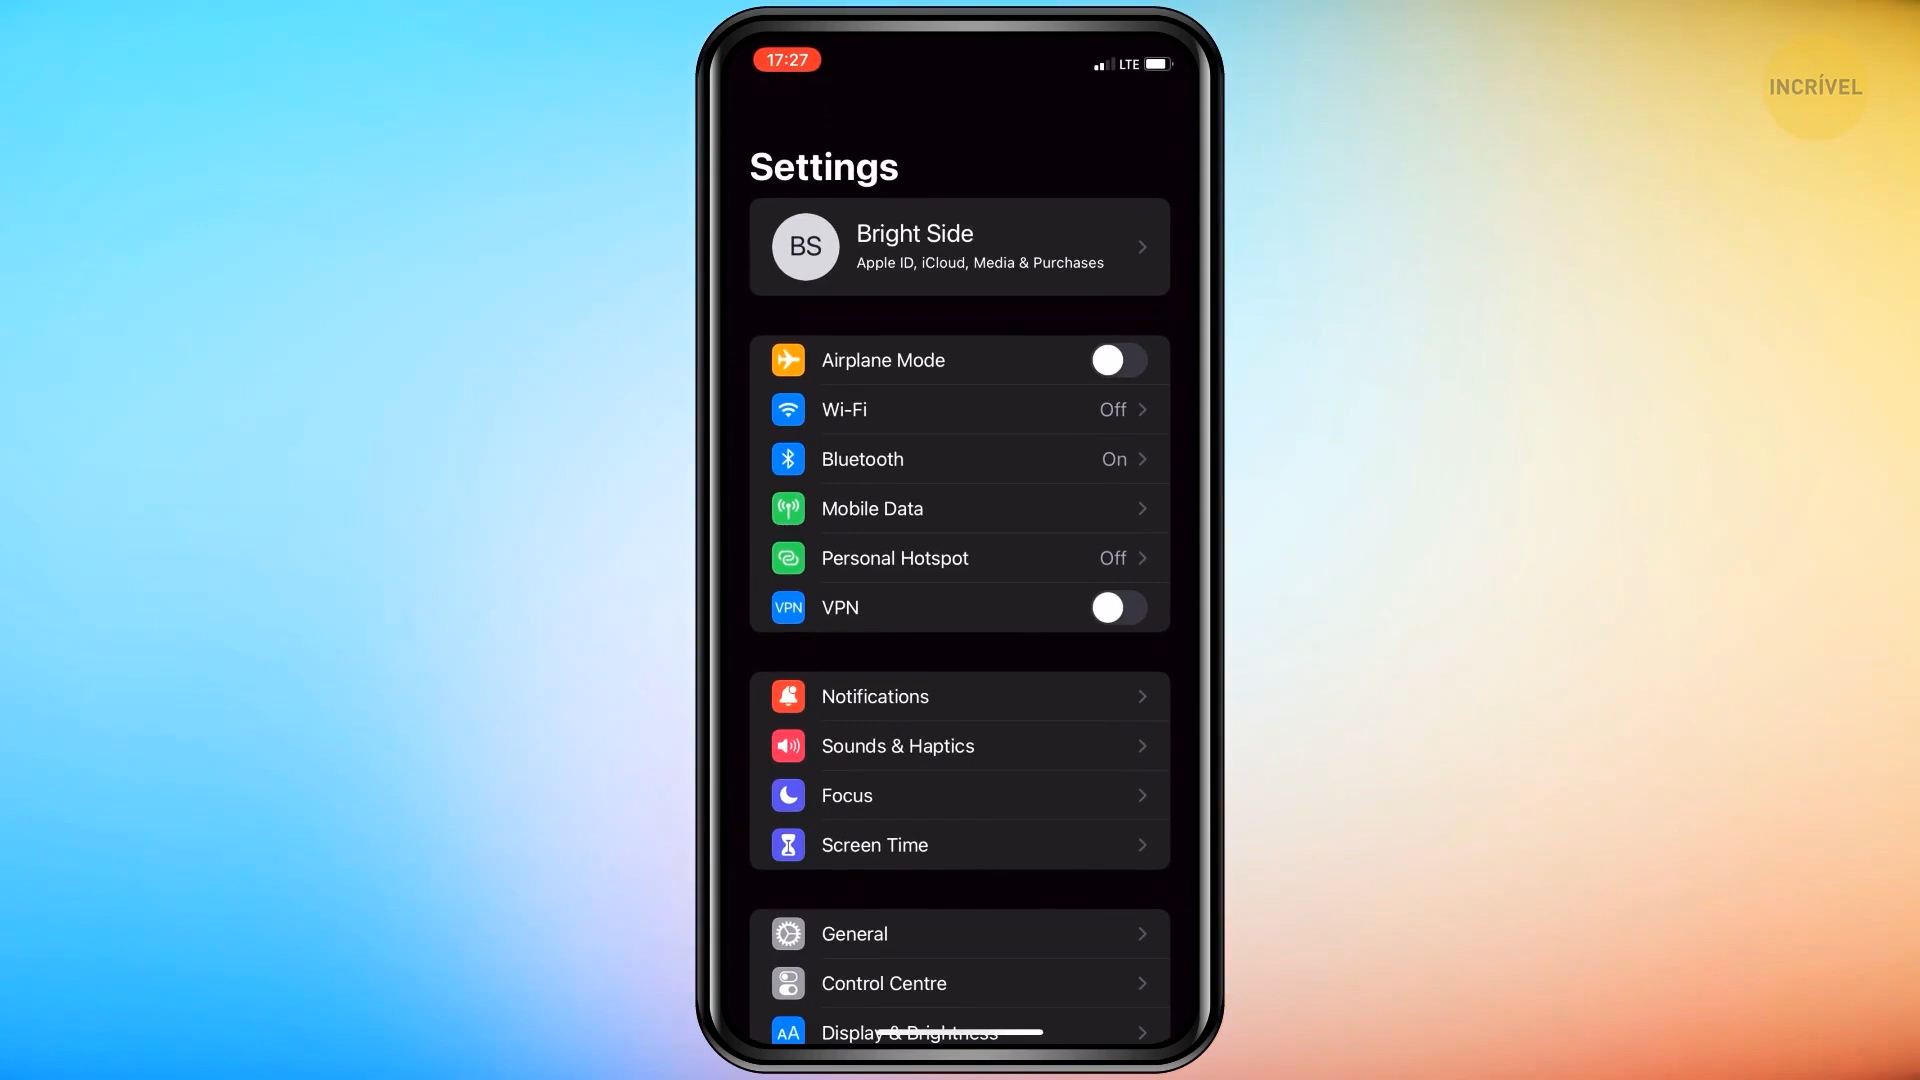 17:27
LTE
INCRÍVEL
Settings
BS
Bright Side
Apple ID, iCloud, Media & Purchases
Airplane Mode
Wi-Fi Off
Bluetooth On
Mobile Data
Personal Hotspot Off
VPN VPN
Notifications
Sounds & Haptics
Focus
Screen Time
General
Control Centre
AA Display & Brightness